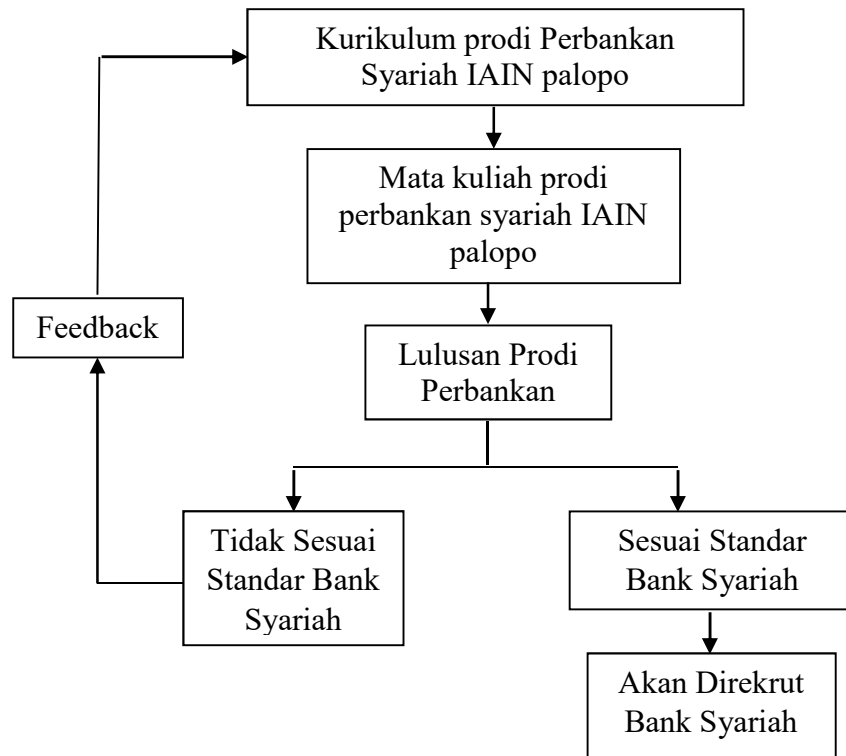 Kurikulum prodi Perbankan
Syariah IAIN palopo
Mata kuliah prodi
perbankan syariah IAIN
palopo
Feedback
Lulusan Prodi
Perbankan
Tidak Sesuai
Standar Bank
Syariah
Sesuai Standar
Bank Syariah
Akan Direkrut
Bank Syariah